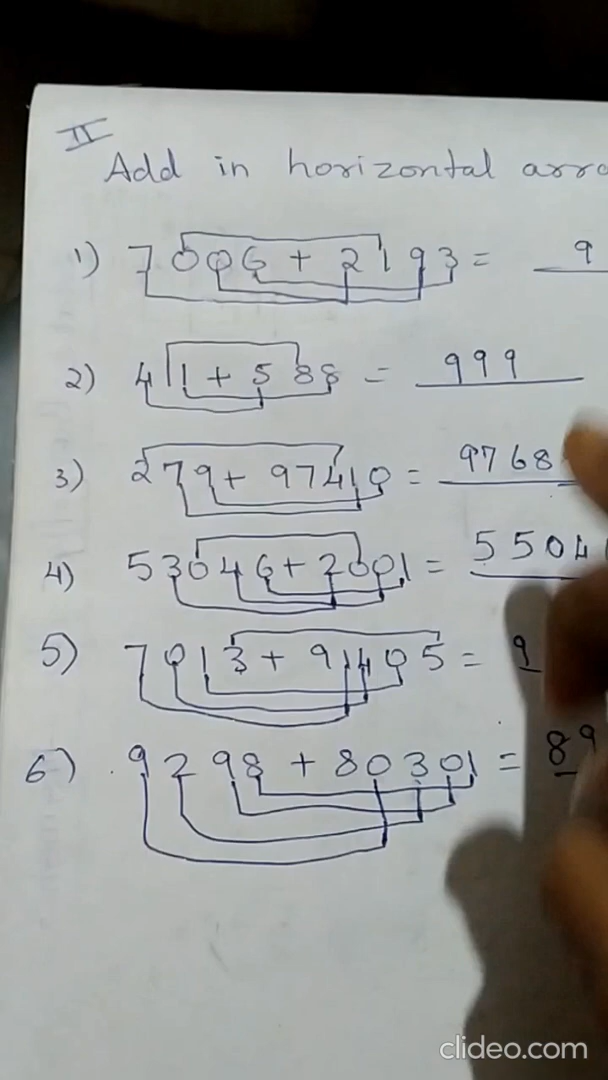 II
Add in horizontal
1) 7006 + 2193 = 9
2) 411 + 588 = 999
3) 279 + 97410 = 9768
4) 53046 + 2001 = 5504
5) 7013 + 91405 = 9
6) 9298 + 80301 = 89
clideo.com